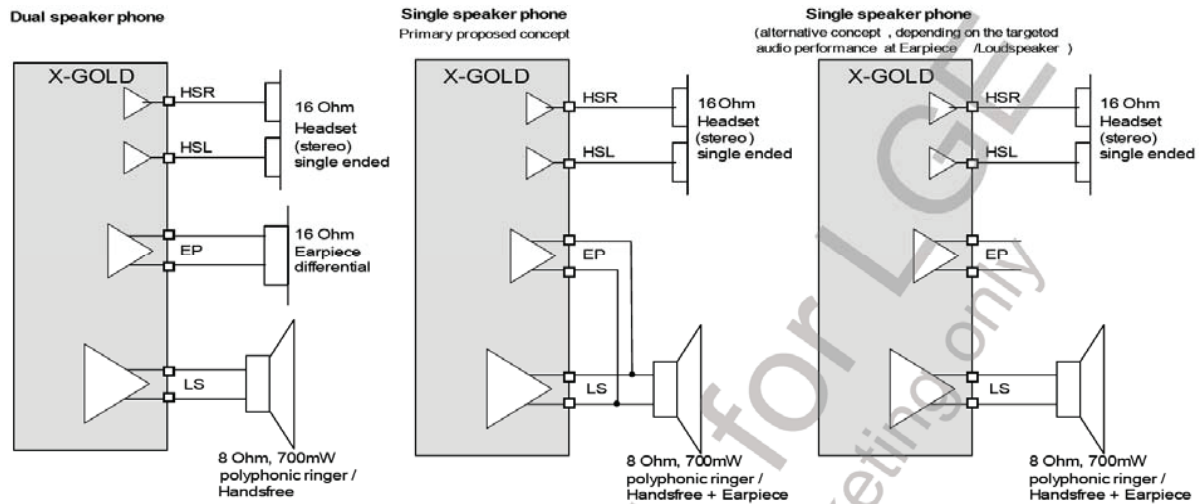 Dual speaker phone
X-GOLD
HSR
HSL
16 Ohm
Headset
(stereo)
single ended
EP
16 Ohm
Earpiece
differential
LS
8 Ohm, 700mW
polyphonic ringer /
Handsfree
Single speaker phone
Primary proposed concept
X-GOLD
HSR
HSL
16 Ohm
Headset
(stereo)
single ended
EP
LS
8 Ohm, 700mW
polyphonic ringer /
Handsfree + Earpiece
Single speaker phone
(alternative concept , depending on the targeted
audio performance at Earpiece /Loudspeaker )
X-GOLD
HSR
HSL
16 Ohm
Headset
(stereo)
single ended
EP
LS
8 Ohm, 700mW
polyphonic ringer /
Handsfree + Earpiece
for LGE
only